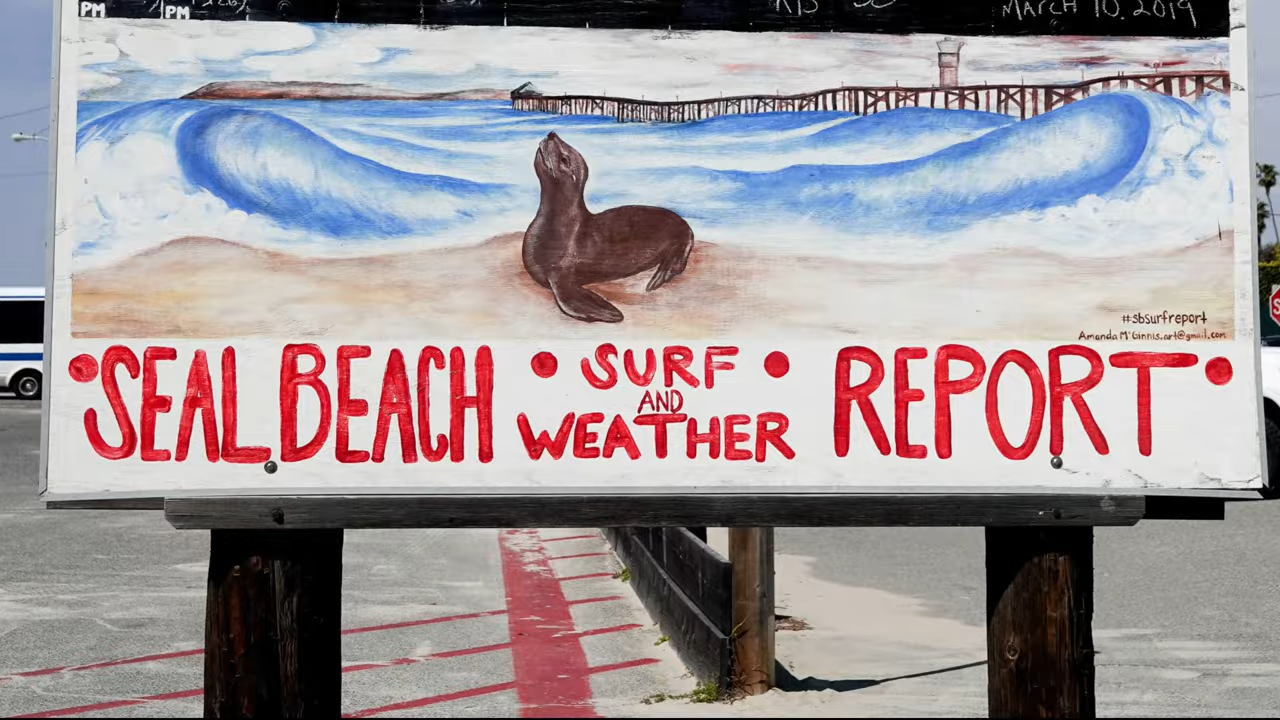 PM PM
MARCH 10. 2019
#sbsurfreport
Amanda McGinnis.art@gmail.com
SEAL BEACH • SURF AND WEATHER • REPORT •